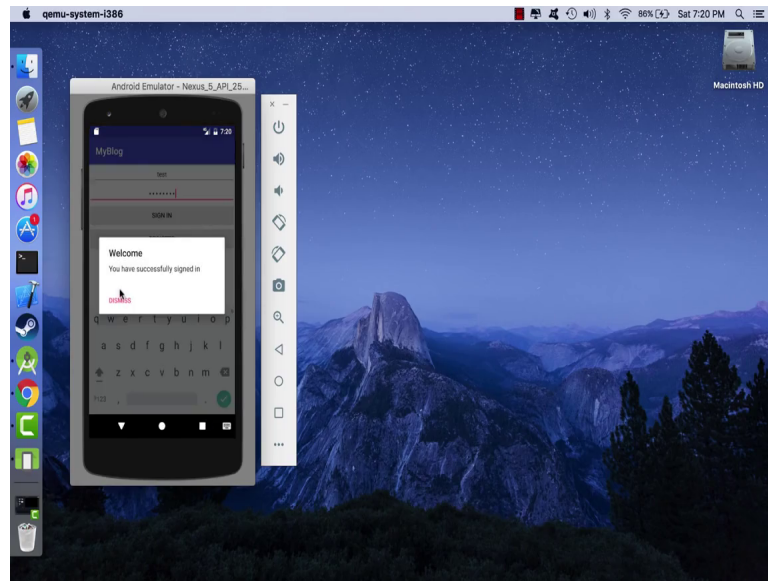 qemu-system-i386
86%
Sat 7:20 PM
Macintosh HD
Android Emulator - Nexus_5_API_25...
7:20
MyBlog
test
SIGN IN
Welcome
You have successfully signed in
DISMISS
q w e r t y u i o p
a s d f g h j k l
z x c v b n m
?123 , .